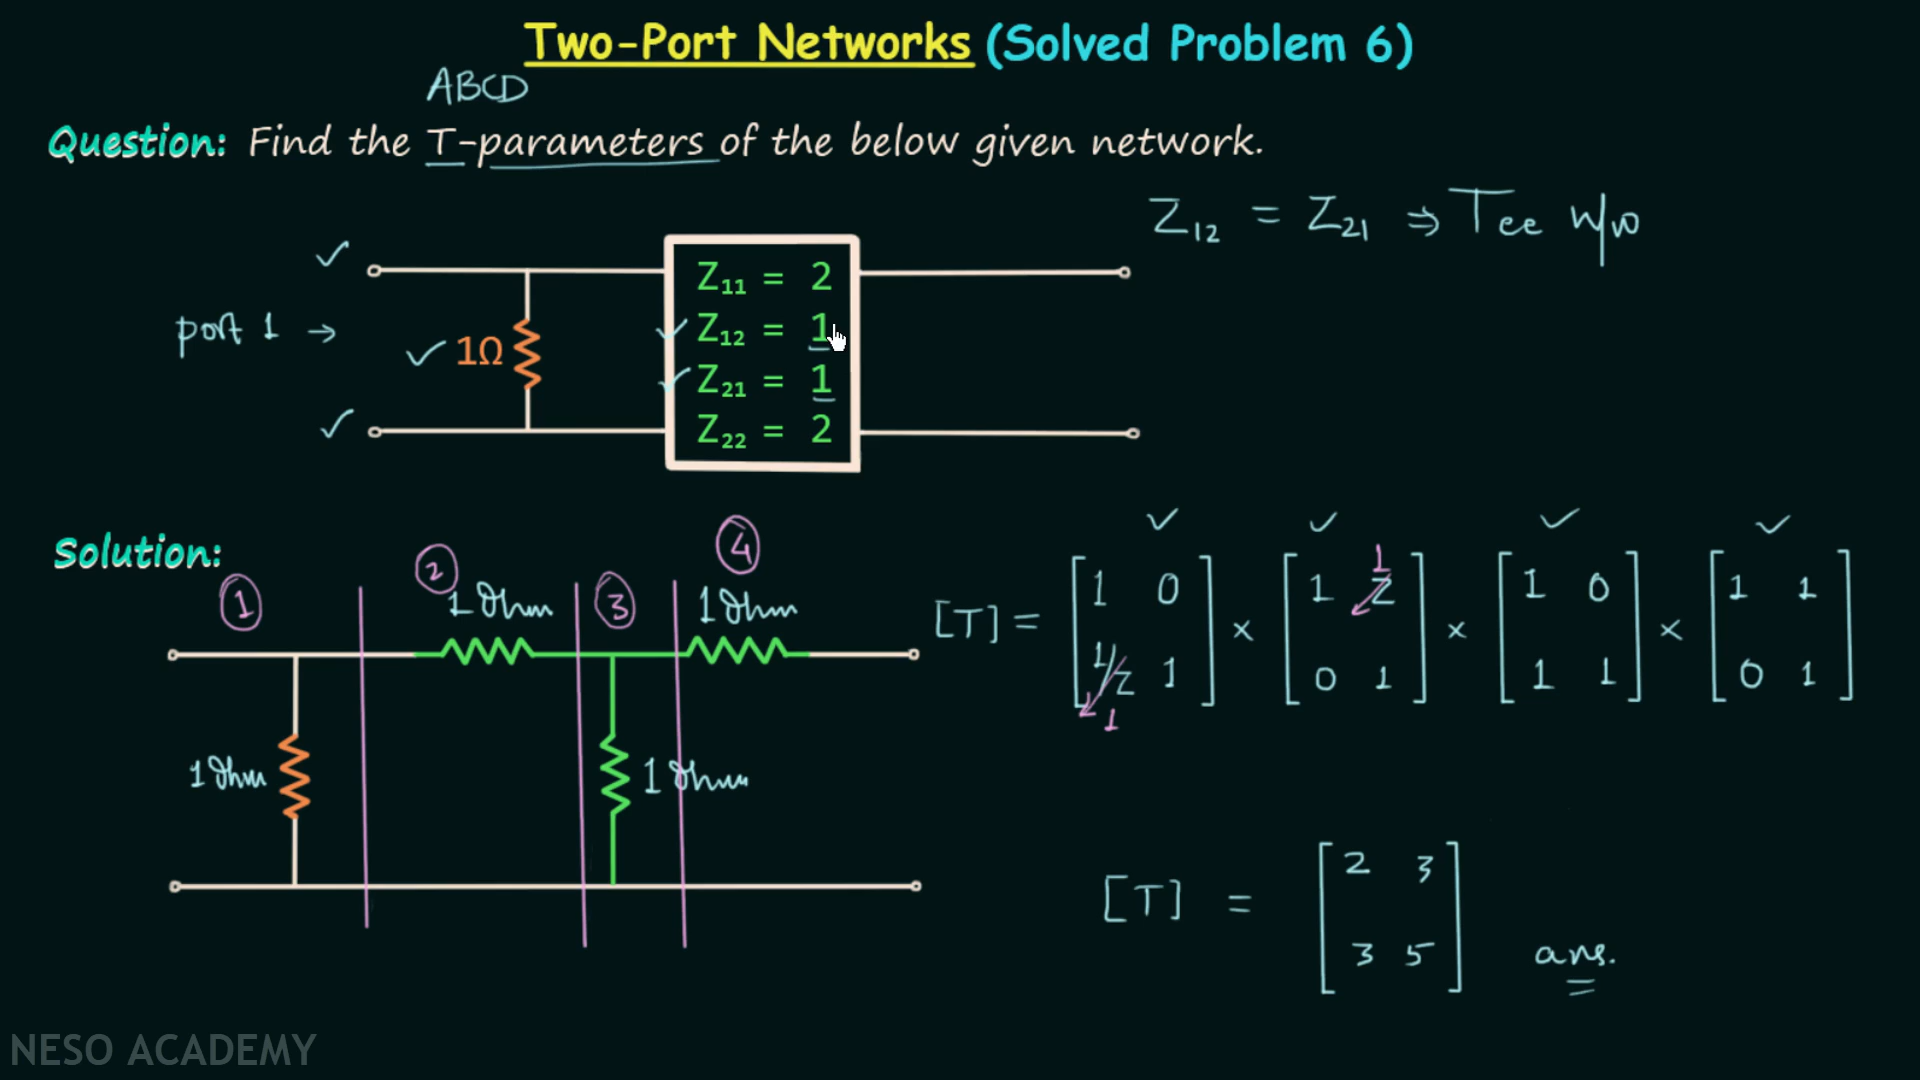 Two-Port Networks (Solved Problem 6)
ABCD
Question: Find the T-parameters of the below given network.
Z12 = Z21 ⇒ Tee n/w
port 1 →
1Ω
Z11 = 2
Z12 = 1
Z21 = 1
Z22 = 2
Solution:
1
2
3
4
1 Ohm
1 Ohm
1 Ohm
1 Ohm
[T] = [1 0 × [1 Z 1 × [1 0 × [1 1
1/Z 1 1] 0 1] 1 1] 0 1]
[T] = [2 3
3 5] ans.
NESO ACADEMY